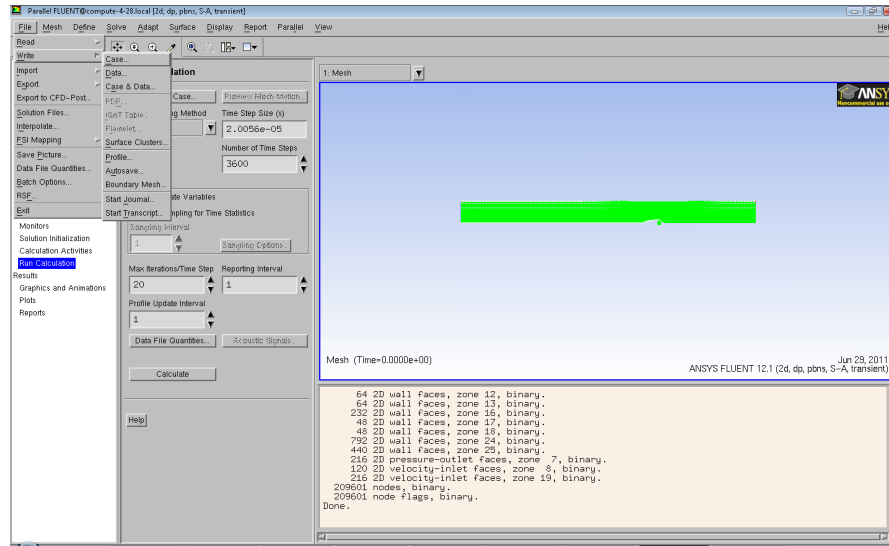 Parallel FLUENT@compute-4-28.local [2d, dp, pbns, S-A, transient]
File Mesh Define Solve Adapt Surface Display Report Parallel View Hel
Read
Write
Import
Export
Export to CFD-Post...
Solution Files...
Interpolate...
FSI Mapping
Save Picture...
Data File Quantities...
Batch Options...
RSF...
Exit
Case...
Data...
Case & Data...
PDF...
ISAT Table...
Flamelet...
Surface Clusters...
Profile...
Autosave...
Boundary Mesh...
Start Journal...
Start Transcript...
Monitors
Solution Initialization
Calculation Activities
Run Calculation
Results
Graphics and Animations
Plots
Reports
lation
Case...
Preview Mesh Motion...
ng Method
Time Step Size (s)
2.0056e-05
Number of Time Steps
3600
ate Variables
mpling for Time Statistics
Sampling Interval
1
Sampling Options...
Max Iterations/Time Step
Reporting Interval
20
1
Profile Update Interval
1
Data File Quantities...
Acoustic Signals...
Calculate
Help
1: Mesh
ANSY
Noncommercial use o
Mesh (Time=0.0000e+00)
Jun 29, 2011
ANSYS FLUENT 12.1 (2d, dp, pbns, S-A, transient)
64 2D wall faces, zone 12, binary.
64 2D wall faces, zone 13, binary.
232 2D wall faces, zone 16, binary.
48 2D wall faces, zone 17, binary.
48 2D wall faces, zone 18, binary.
792 2D wall faces, zone 24, binary.
440 2D wall faces, zone 25, binary.
216 2D pressure-outlet faces, zone 7, binary.
120 2D velocity-inlet faces, zone 8, binary.
216 2D velocity-inlet faces, zone 19, binary.
209601 nodes, binary.
209601 node flags, binary.
Done.